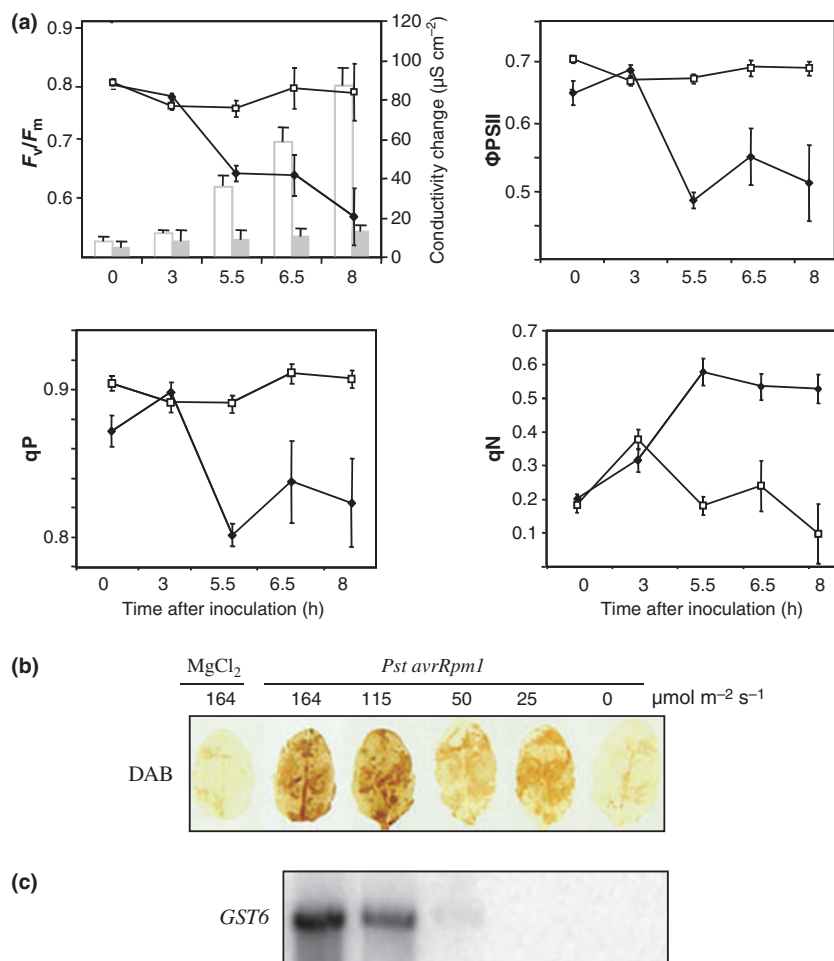 (a)
0.9
0.8
0.7
0.6
Fv/Fm
120
100
80
60
40
20
0
Conductivity change (µS cm−2)
0 3 5.5 6.5 8
0.7
0.6
0.5
ΦPSII
0 3 5.5 6.5 8
0.9
0.8
qP
0 3 5.5 6.5 8
Time after inoculation (h)
0.7
0.6
0.5
0.4
0.3
0.2
0.1
qN
0 3 5.5 6.5 8
Time after inoculation (h)
(b)
MgCl2 Pst avrRpm1
164 164 115 50 25 0 µmol m−2 s−1
DAB
(c)
GST6